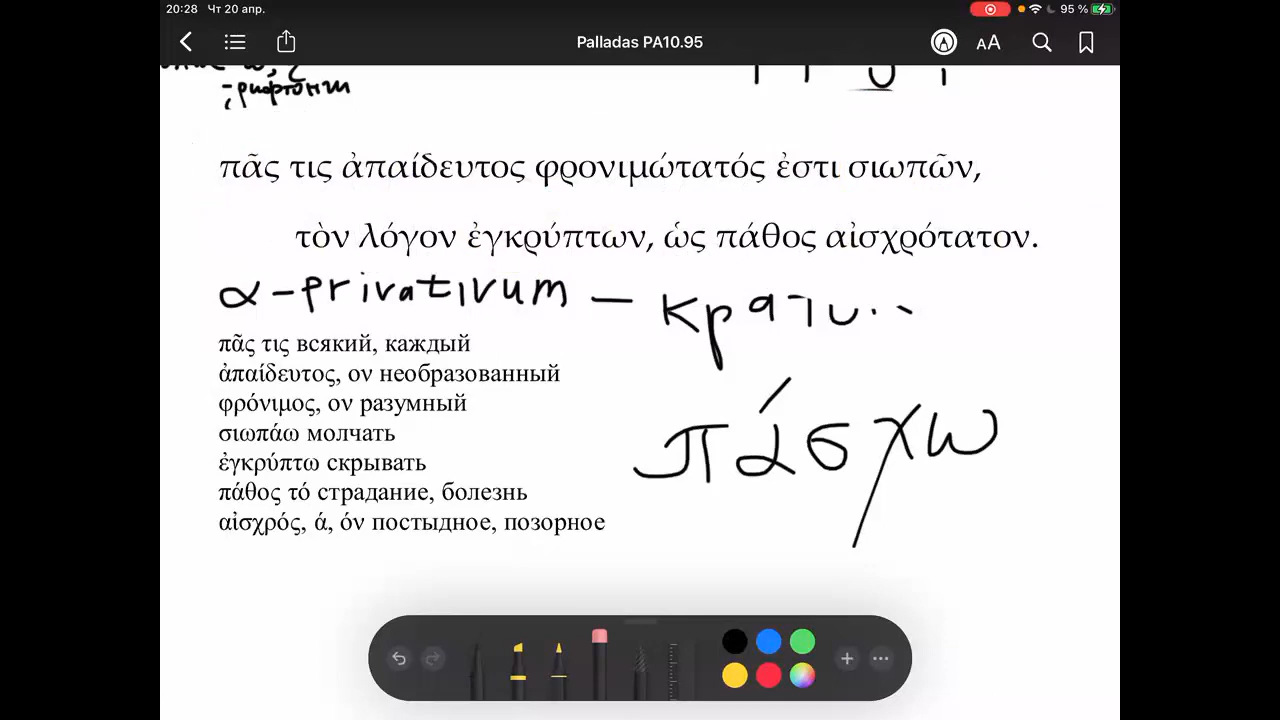 20:28 Чт 20 апр.
95 %
Palladas PA10.95
AA
πᾶς τις ἀπαίδευτος φρονιμώτατός ἐστι σιωπῶν,
τὸν λόγον ἐγκρύπτων, ὡς πάθος αἰσχρότατον.
α-privativum —
πᾶς τις всякий, каждый
ἀπαίδευτος, ον необразованный
φρόνιμος, ον разумный
σιωπάω молчать
πάσχω
ἐγκρύπτω скрывать
πάθος τό страдание, болезнь
αἰσχρός, ά, όν постыдное, позорное